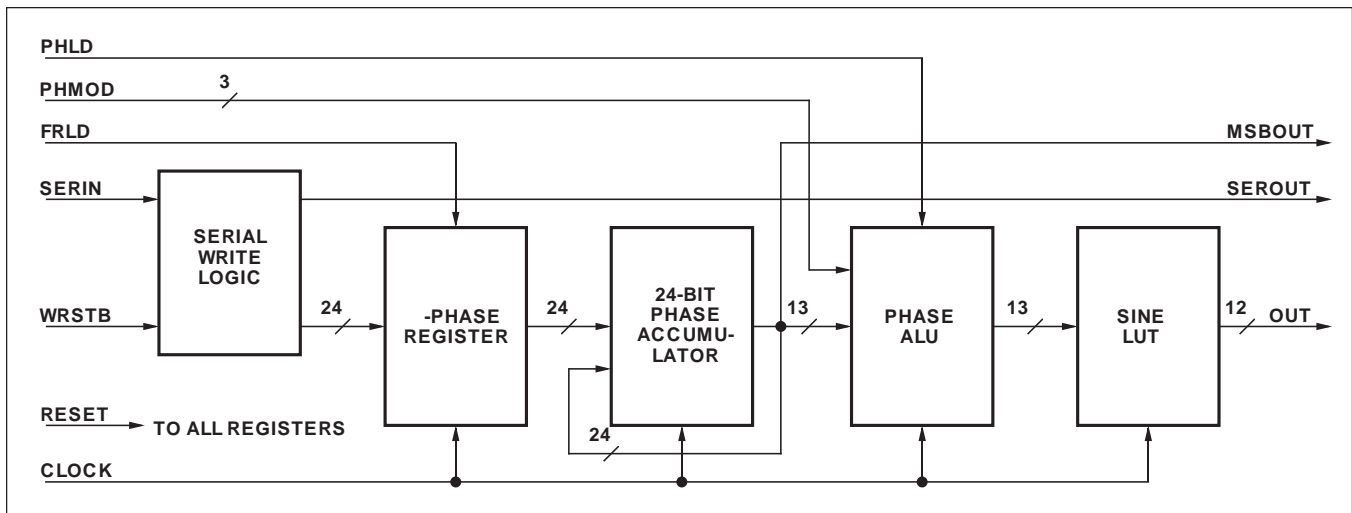 PHLD
PHMOD
3
FRLD
MSBOUT
SERIN
SEROUT
SERIAL
WRITE
LOGIC
WRSTB
24
-PHASE
REGISTER
24
24-BIT
PHASE
ACCUMU-
LATOR
13
PHASE
ALU
13
SINE
LUT
12
OUT
24
RESET
TO ALL REGISTERS
CLOCK